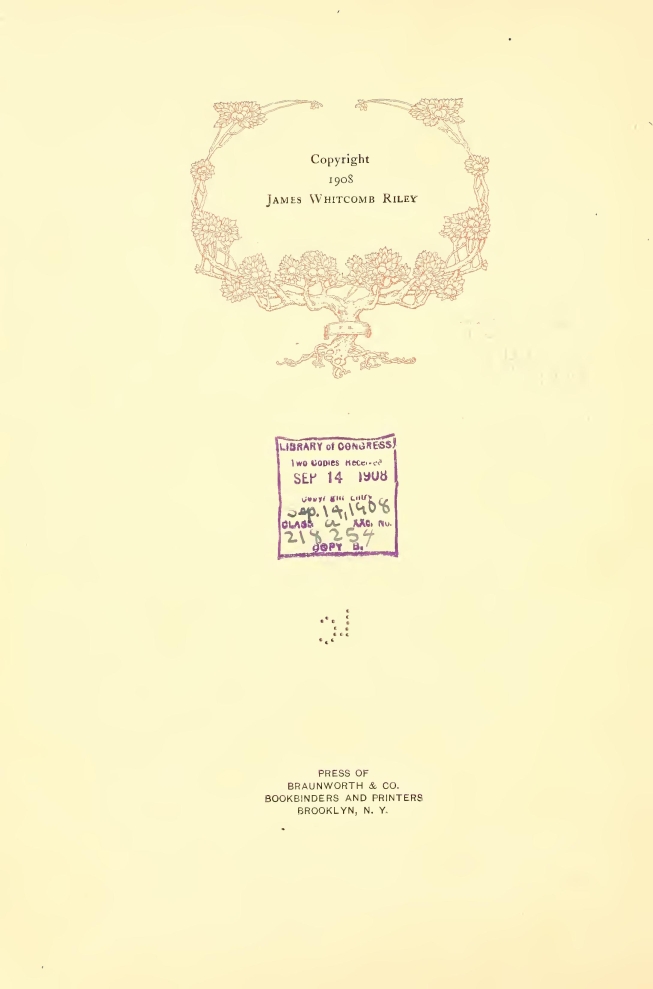 Copyright
1908
JAMES WHITCOMB RILEY
LIBRARY of CONGRESS
Two Copies Received
SEP 14 1908
Copyright Entry
Sep. 14, 1908
CLASS a XXc. No.
218254
COPY B.
PRESS OF
BRAUNWORTH & CO.
BOOKBINDERS AND PRINTERS
BROOKLYN, N. Y.